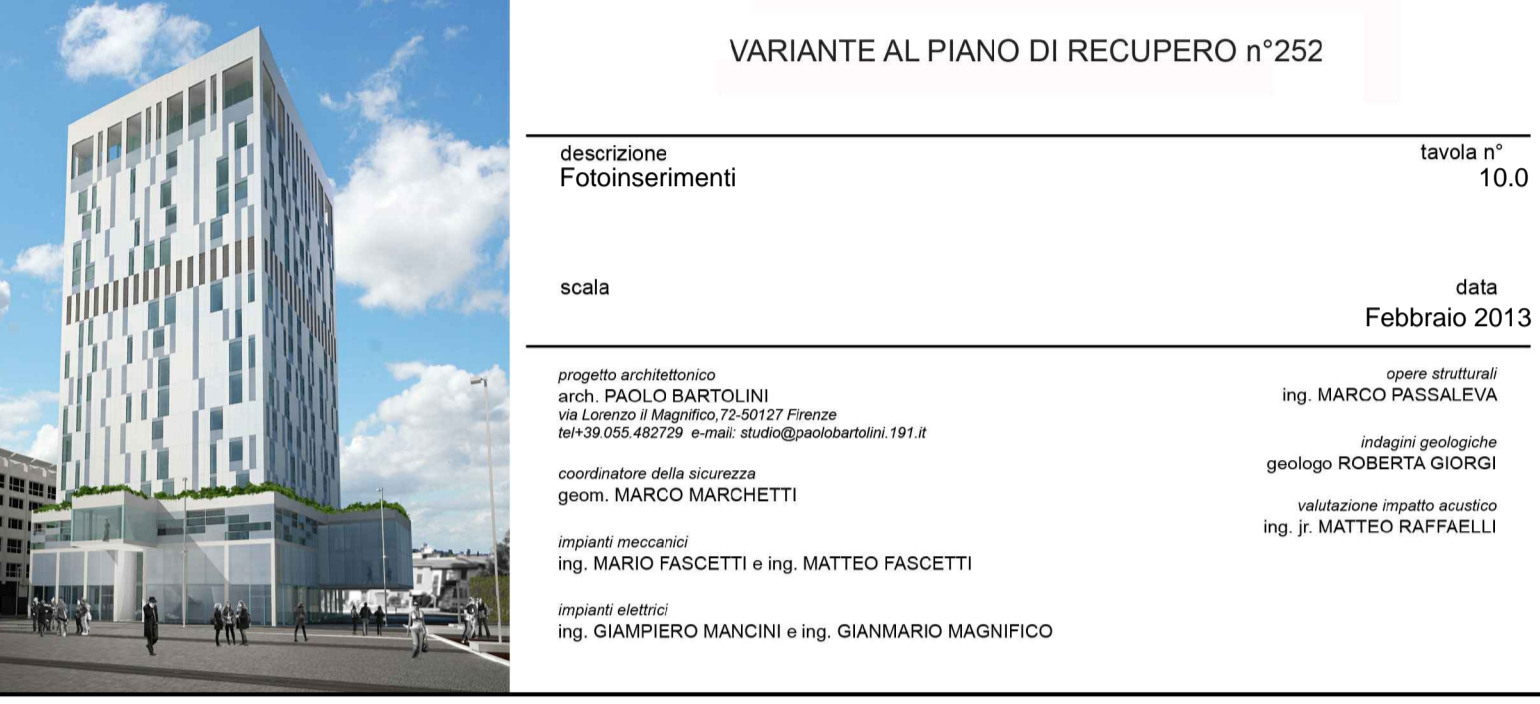 VARIANTE AL PIANO DI RECUPERO n°252
descrizione
Fotoinserimenti
tavola n°
10.0
scala
data
Febbraio 2013
progetto architettonico
arch. PAOLO BARTOLINI
via Lorenzo il Magnifico,72-50127 Firenze
tel+39.055.482729 e-mail: studio@paolobartolini.191.it
coordinatore della sicurezza
geom. MARCO MARCHETTI
impianti meccanici
ing. MARIO FASCETTI e ing. MATTEO FASCETTI
impianti elettrici
ing. GIAMPIERO MANCINI e ing. GIANMARIO MAGNIFICO
opere strutturali
ing. MARCO PASSALEVA
indagini geologiche
geologo ROBERTA GIORGI
valutazione impatto acustico
ing. jr. MATTEO RAFFAELLI